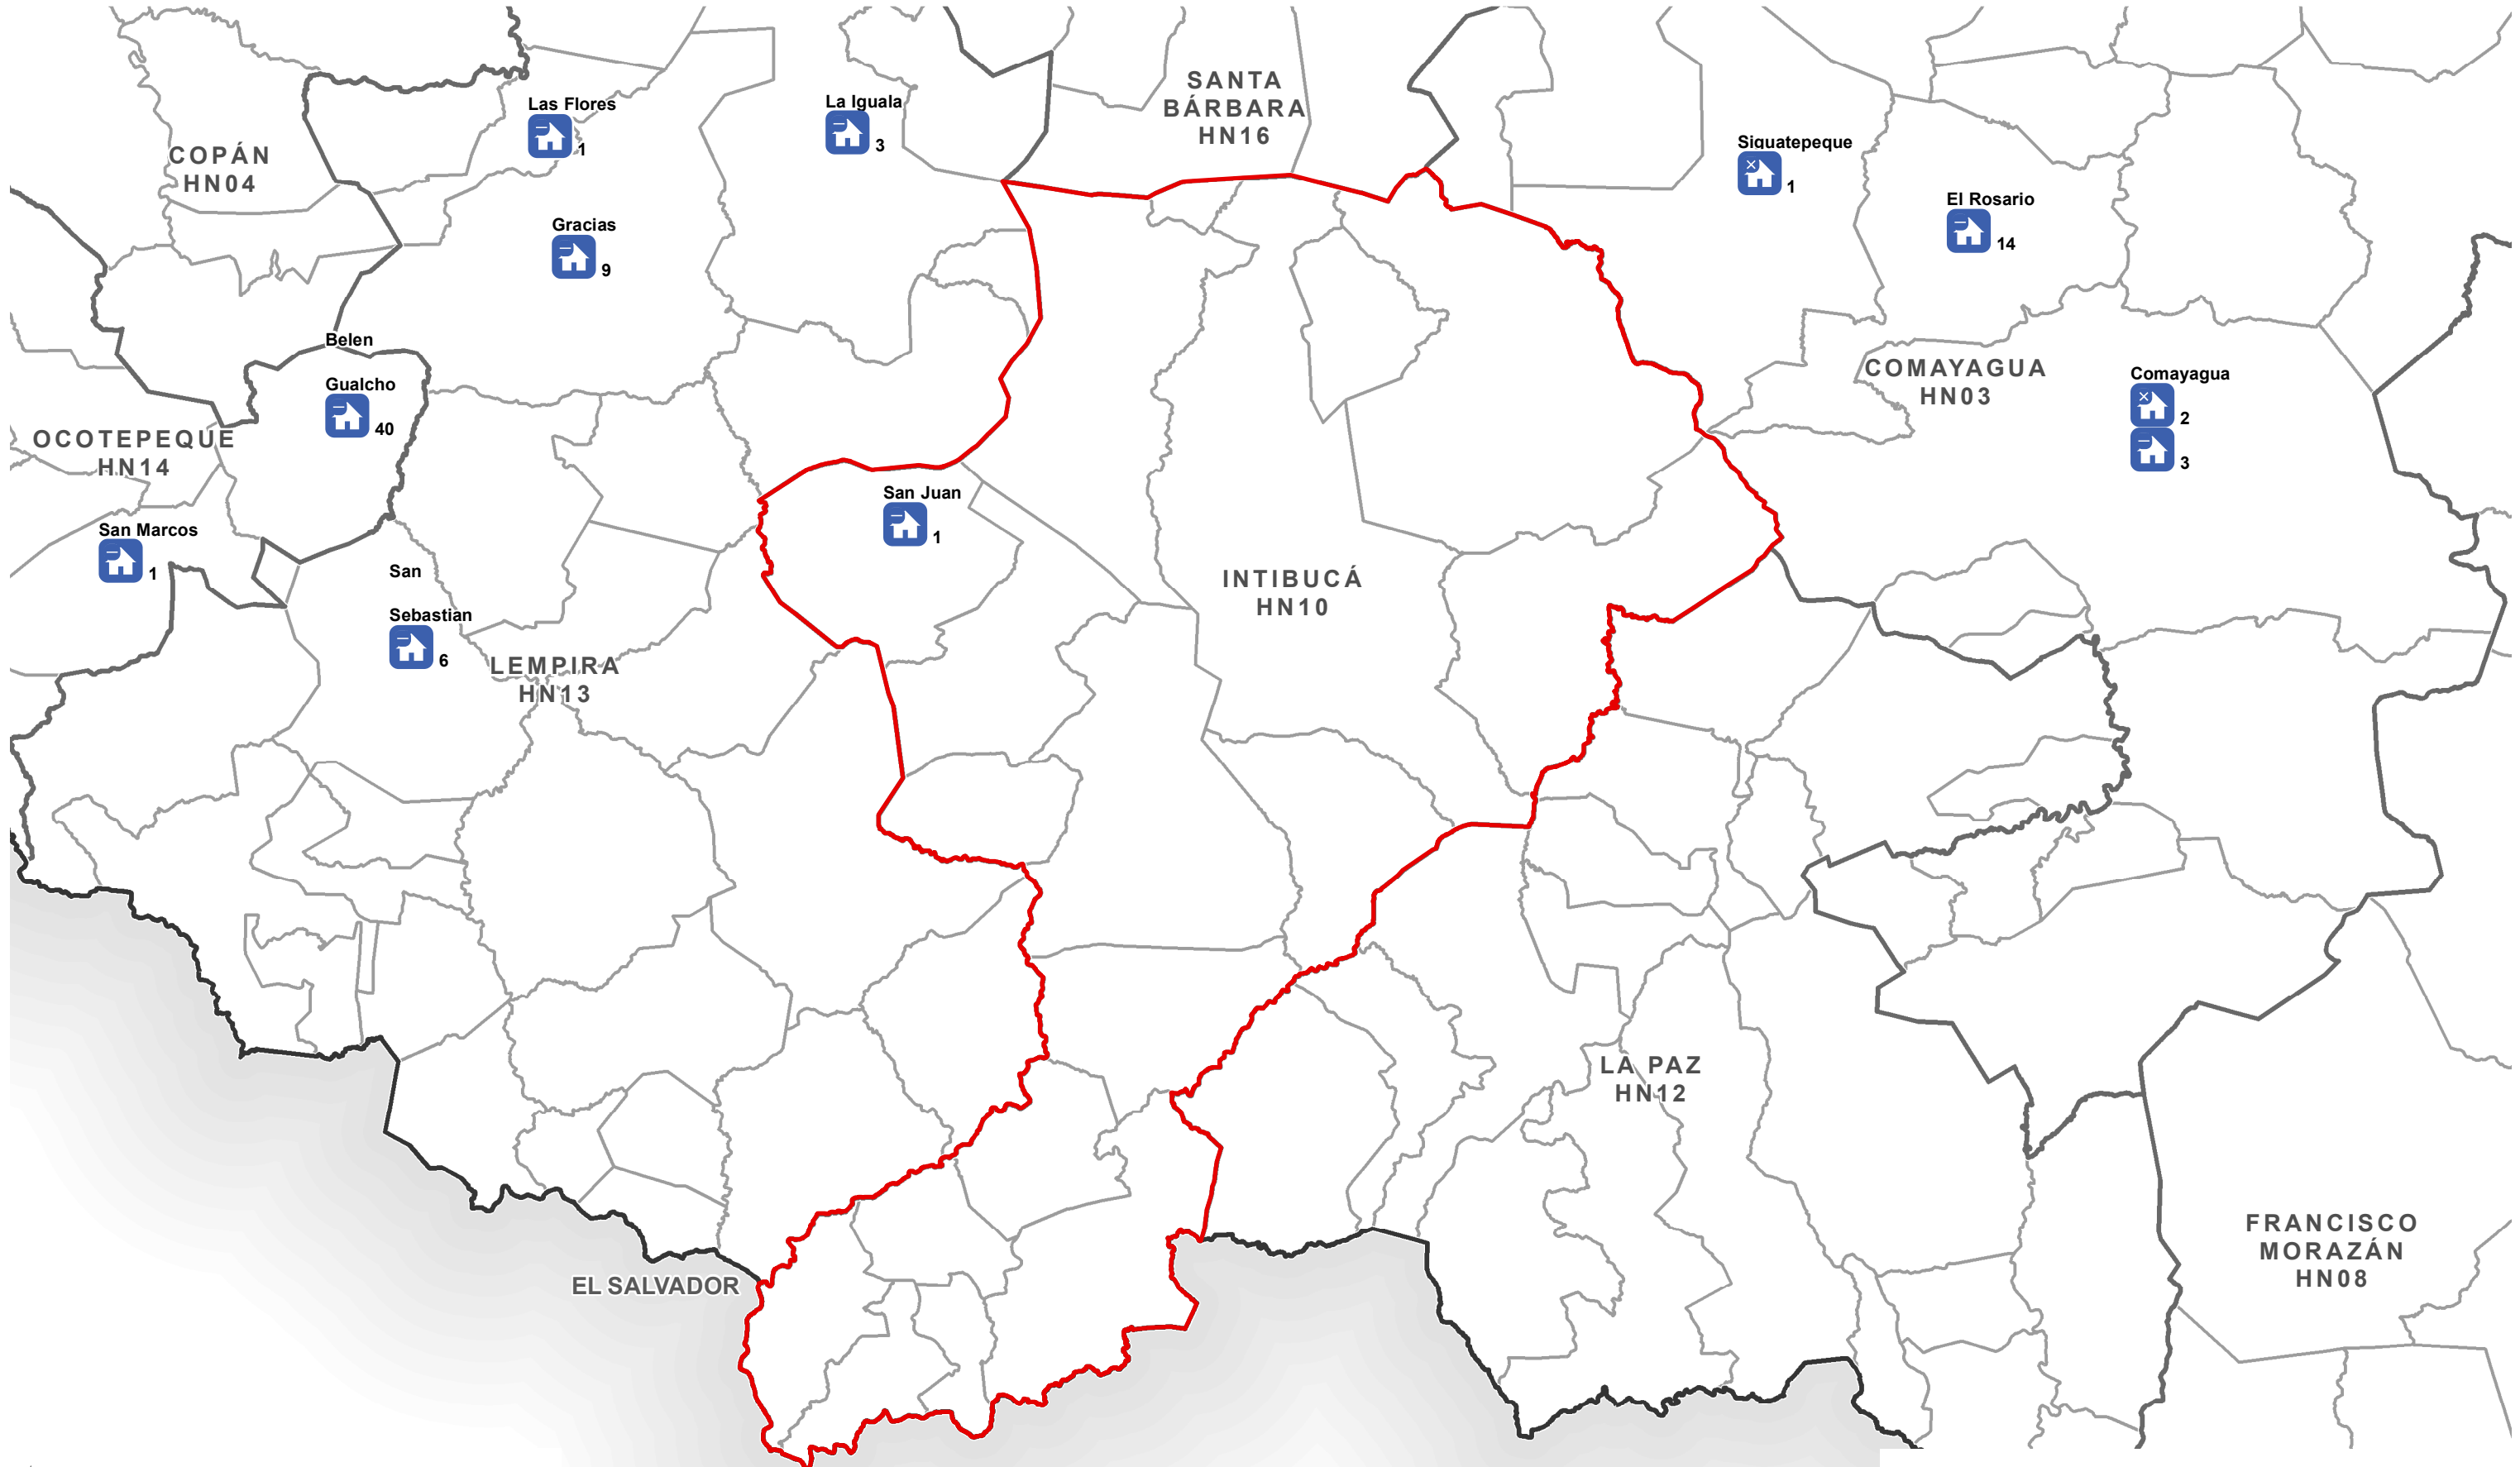 SANTA
BÁRBARA
HN16
Las Flores
1
La Iguala
3
COPÁN
HN04
Siguatepeque
1
El Rosario
14
Gracias
9
Belen
Gualcho
40
COMAYAGUA
HN03
Comayagua
2
3
OCOTEPEQUE
HN14
San Marcos
1
San Juan
1
San
Sebastian
6
INTIBUCÁ
HN10
LEMPIRA
HN13
LA PAZ
HN12
FRANCISCO
MORAZÁN
HN08
EL SALVADOR